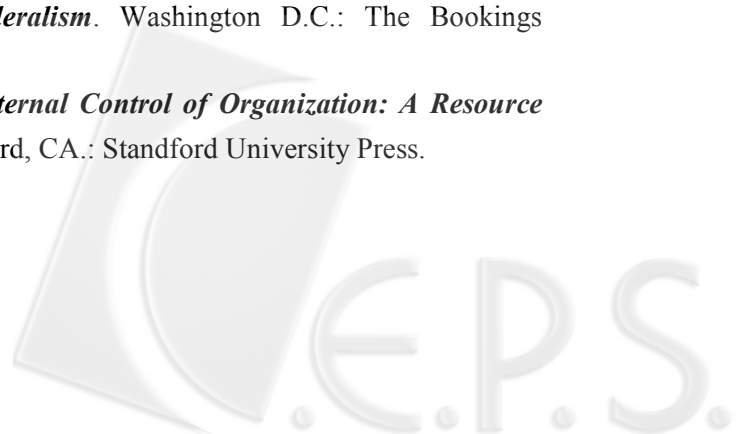 deralism. Washington D.C.: The Bookings
ternal Control of Organization: A Resource
rd, CA.: Standford University Press.
C.E.P.S.